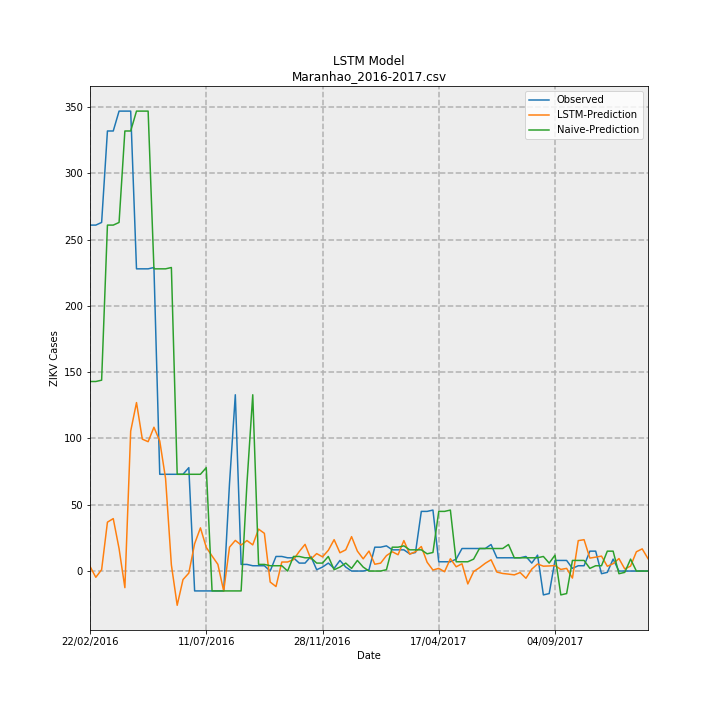 LSTM Model
Maranhao_2016-2017.csv
Observed
LSTM-Prediction
Naive-Prediction
350
300
250
200
150
100
50
0
ZIKV Cases
22/02/2016
11/07/2016
28/11/2016
17/04/2017
04/09/2017
Date